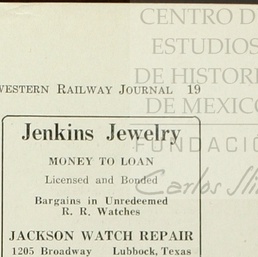 CENTRO D
ESTUDIOS
DE HISTORI
DE MEXICO
FUNDACIÓ
Carlos Sli
WESTERN RAILWAY JOURNAL 19
Jenkins Jewelry
MONEY TO LOAN
Licensed and Bonded
Bargains in Unredeemed
R. R. Watches
JACKSON WATCH REPAIR
1205 Broadway Lubbock, Texas